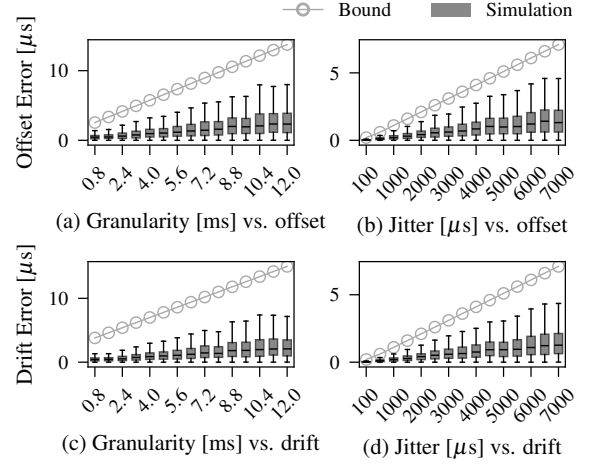 Bound Simulation
Offset Error [μs]
10
0
0.8 2.4 4.0 5.6 7.2 8.8 10.4 12.0
(a) Granularity [ms] vs. offset
5
0
100 1000 2000 3000 4000 5000 6000 7000
(b) Jitter [μs] vs. offset
Drift Error [μs]
10
0
0.8 2.4 4.0 5.6 7.2 8.8 10.4 12.0
(c) Granularity [ms] vs. drift
5
0
100 1000 2000 3000 4000 5000 6000 7000
(d) Jitter [μs] vs. drift